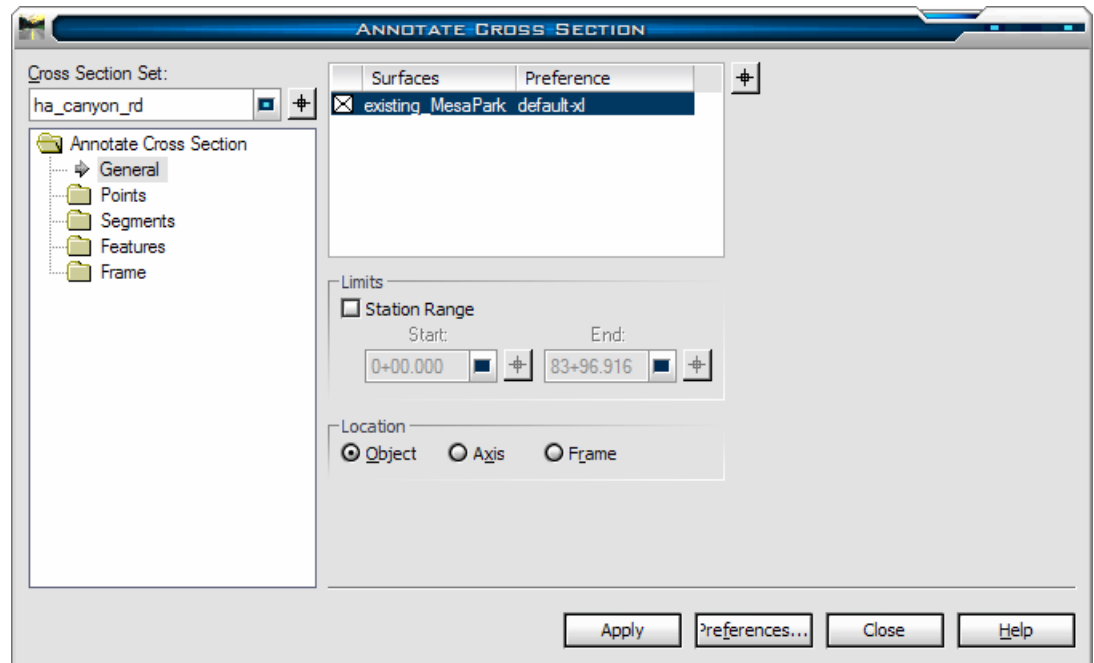 ANNOTATE CROSS SECTION
Cross Section Set:
ha_canyon_rd
Annotate Cross Section
General
Points
Segments
Features
Frame
Surfaces Preference
existing_MesaPark default-xl
Limits
Station Range
Start: End:
0+00.000 83+96.916
Location
Object Axis Frame
Apply Preferences... Close Help